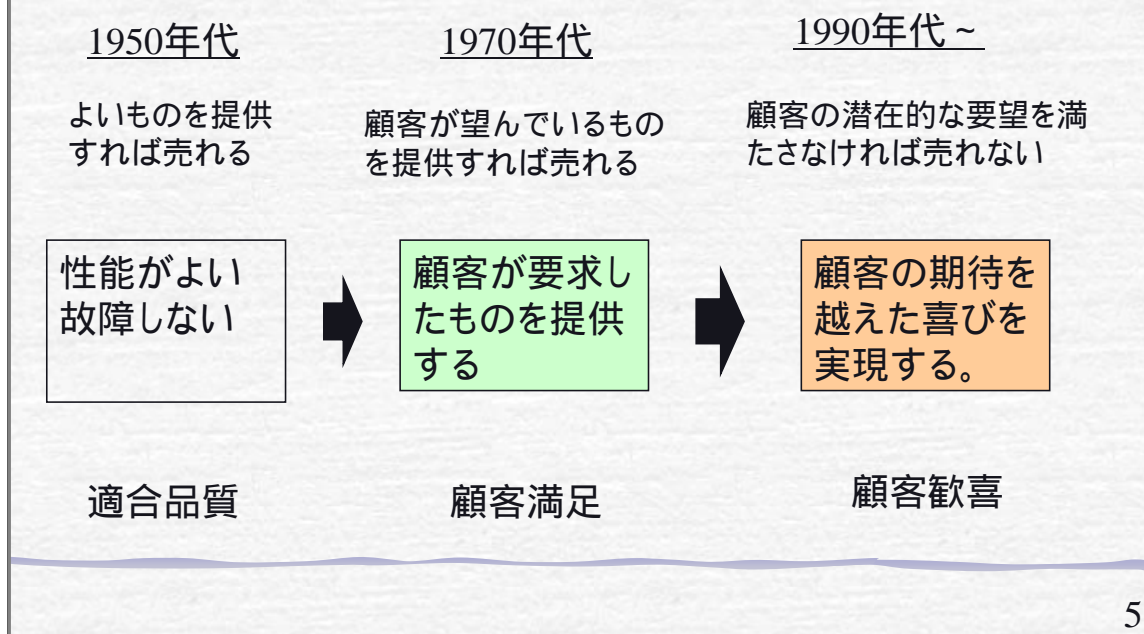 1950年代
よいものを提供
すれば売れる
性能がよい
故障しない
適合品質
1970年代
顧客が望んでいるもの
を提供すれば売れる
顧客が要求し
たものを提供
する
顧客満足
1990年代 ~
顧客の潜在的な要望を満
たさなければ売れない
顧客の期待を
越えた喜びを
実現する。
顧客歓喜
5